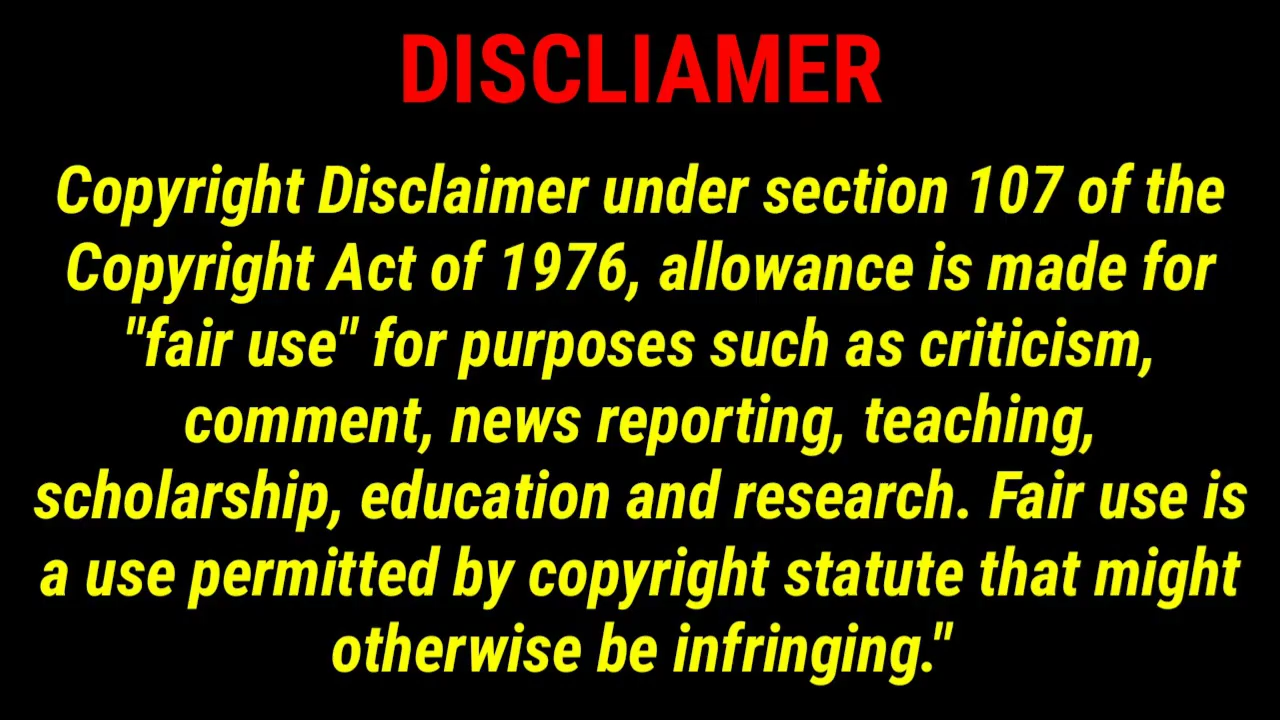 DISCLIAMER
Copyright Disclaimer under section 107 of the
Copyright Act of 1976, allowance is made for
"fair use" for purposes such as criticism,
comment, news reporting, teaching,
scholarship, education and research. Fair use is
a use permitted by copyright statute that might
otherwise be infringing."